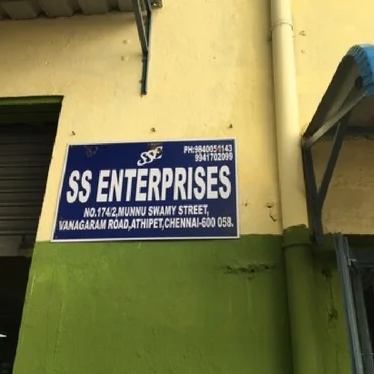 SSE
PH:9840051143
9941702099
SS ENTERPRISES
NO.174/2,MUNNU SWAMY STREET,
VANAGARAM ROAD,ATHIPET,CHENNAI-600 058.